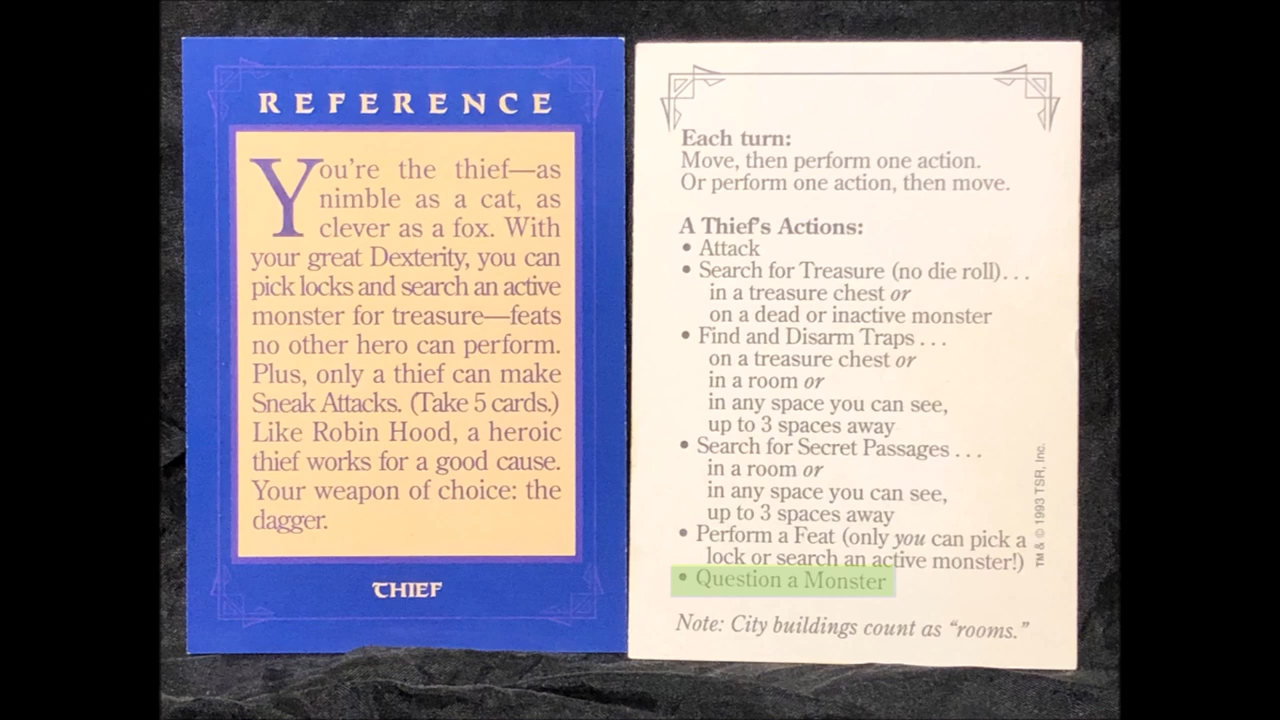 REFERENCE
You're the thief—as
nimble as a cat, as
clever as a fox. With
your great Dexterity, you can
pick locks and search an active
monster for treasure—feats
no other hero can perform.
Plus, only a thief can make
Sneak Attacks. (Take 5 cards.)
Like Robin Hood, a heroic
thief works for a good cause.
Your weapon of choice: the
dagger.
THIEF
Each turn:
Move, then perform one action.
Or perform one action, then move.
A Thief's Actions:
• Attack
• Search for Treasure (no die roll). . .
in a treasure chest or
on a dead or inactive monster
• Find and Disarm Traps . . .
on a treasure chest or
in a room or
in any space you can see,
up to 3 spaces away
• Search for Secret Passages . . .
in a room or
in any space you can see,
up to 3 spaces away
• Perform a Feat (only you can pick a
lock or search an active monster!)
• Question a Monster
Note: City buildings count as “rooms.”
TM & © 1993 TSR, Inc.